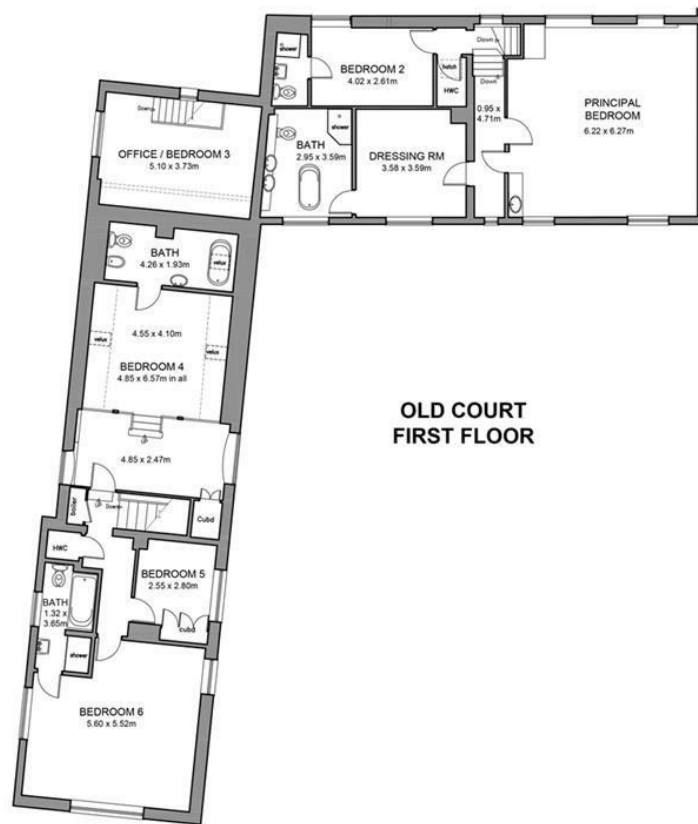 shower
BEDROOM 2
4.02 x 2.61m
Down
hatch
HWC
Down
0.95 x
4.71m
PRINCIPAL
BEDROOM
6.22 x 6.27m
Down
OFFICE / BEDROOM 3
5.10 x 3.73m
BATH
2.95 x 3.59m
shower
DRESSING RM
3.58 x 3.59m
BATH
4.26 x 1.93m
velux
4.55 x 4.10m
velux
velux
BEDROOM 4
4.85 x 6.57m in all
OLD COURT
FIRST FLOOR
4.85 x 2.47m
boiler
Down
Cubd
HWC
BEDROOM 5
2.55 x 2.80m
BATH
1.32 x
3.65m
cubd
shower
BEDROOM 6
5.60 x 5.52m